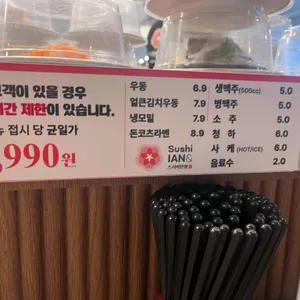 고객이 있을 경우
시간 제한이 있습니다.
뉴 접시 당 균일가
,990원
우동 6.9
얼큰김치우동 7.9
냉모밀 7.9
돈코츠라멘 8.9
Sushi
IAN&
생맥주(500cc) 5.0
병맥주 5.0
소 주 5.0
청 하 6.0
사 케(HOT/ICE) 6.0
음료수 2.0